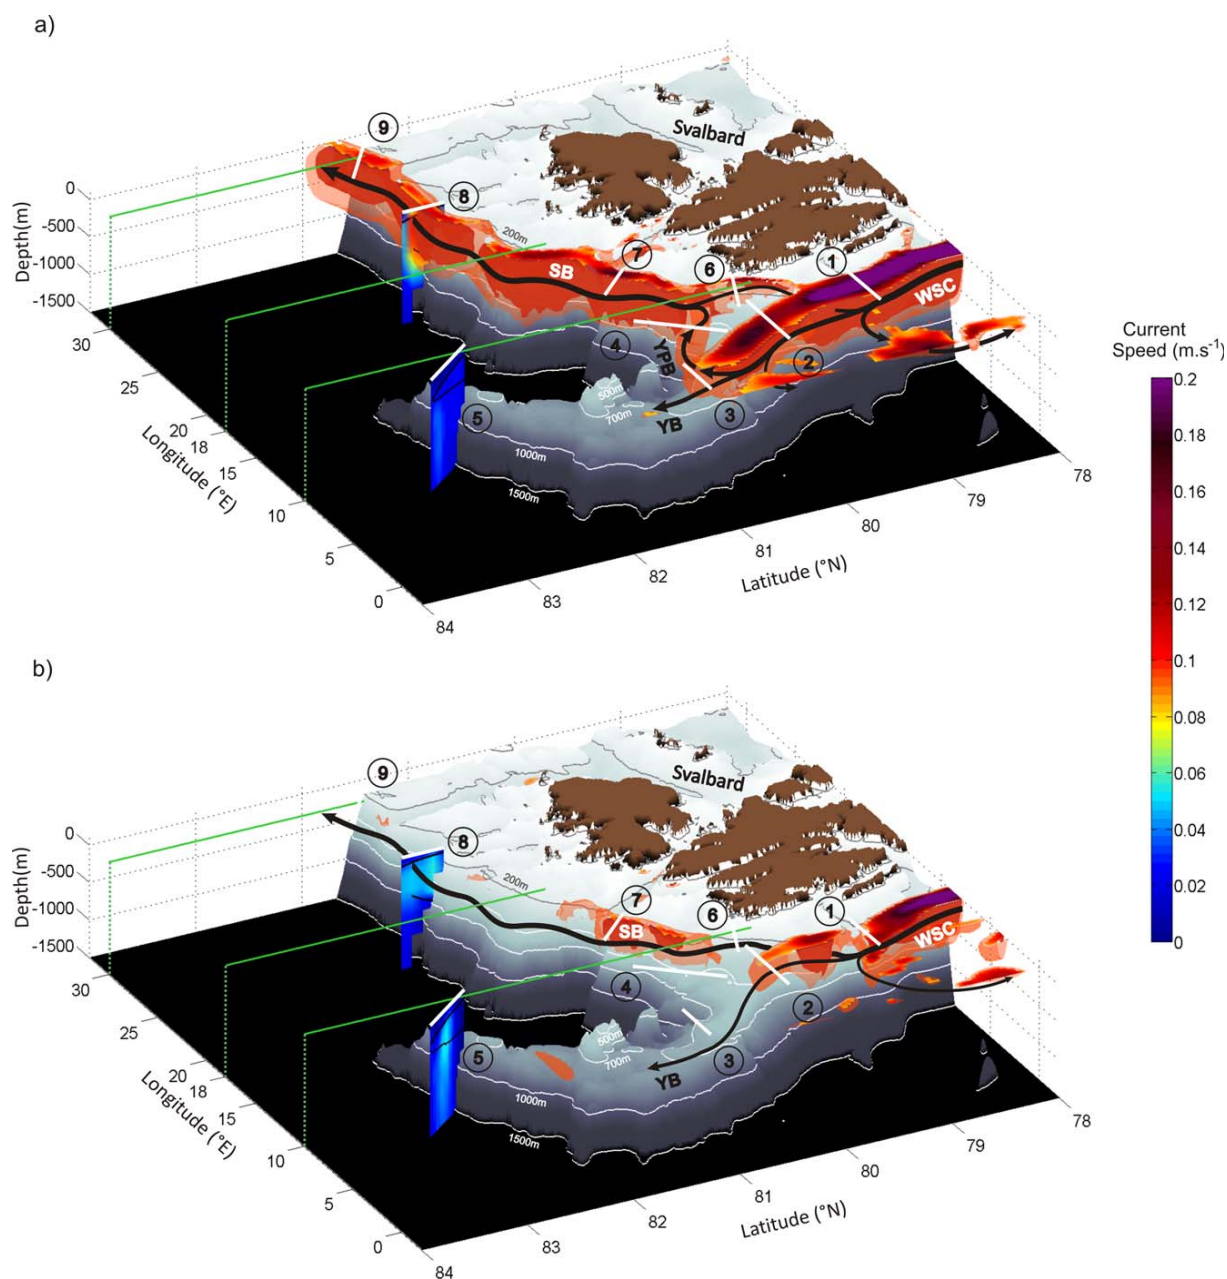 a)
Svalbard
9
8
200m
7
6
1
SB
WSC
4
YPB
2
500m
700m
3
5
YB
1000m
1500m
0
-500
-1000
-1500
Depth(m)
30
25
20
18
15
10
5
0
Longitude (°E)
84
83
82
81
80
79
78
Latitude (°N)
Current
Speed (m.s-1)
0.2
0.18
0.16
0.14
0.12
0.1
0.08
0.06
0.04
0.02
0
b)
Svalbard
9
8
200m
7
6
1
SB
WSC
4
2
500m
700m
3
5
YB
1000m
1500m
0
-500
-1000
-1500
Depth(m)
30
25
20
18
15
10
5
0
Longitude (°E)
84
83
82
81
80
79
78
Latitude (°N)